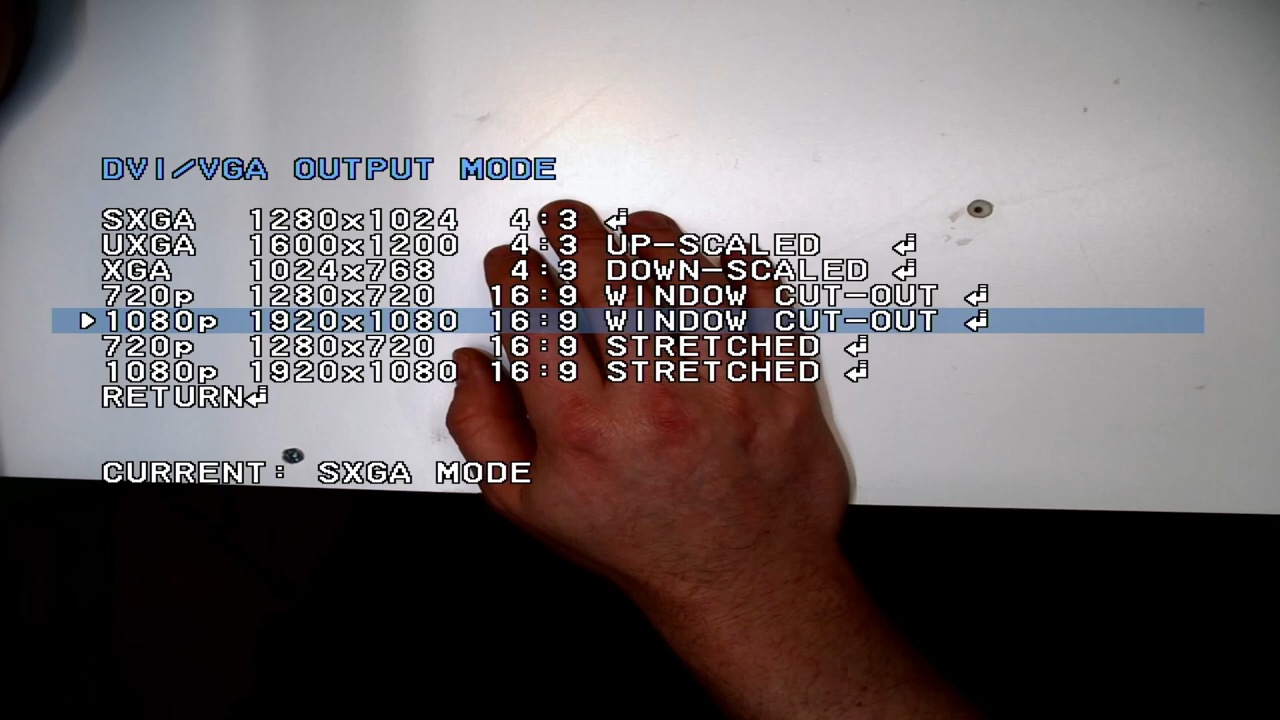 DVI/VGA OUTPUT MODE
SXGA 1280x1024 4:3 ↲
UXGA 1600x1200 4:3 UP-SCALED ↲
XGA 1024x768 4:3 DOWN-SCALED ↲
720p 1280x720 16:9 WINDOW CUT-OUT ↲
▶1080p 1920x1080 16:9 WINDOW CUT-OUT ↲
720p 1280x720 16:9 STRETCHED ↲
1080p 1920x1080 16:9 STRETCHED ↲
RETURN↲
CURRENT: SXGA MODE